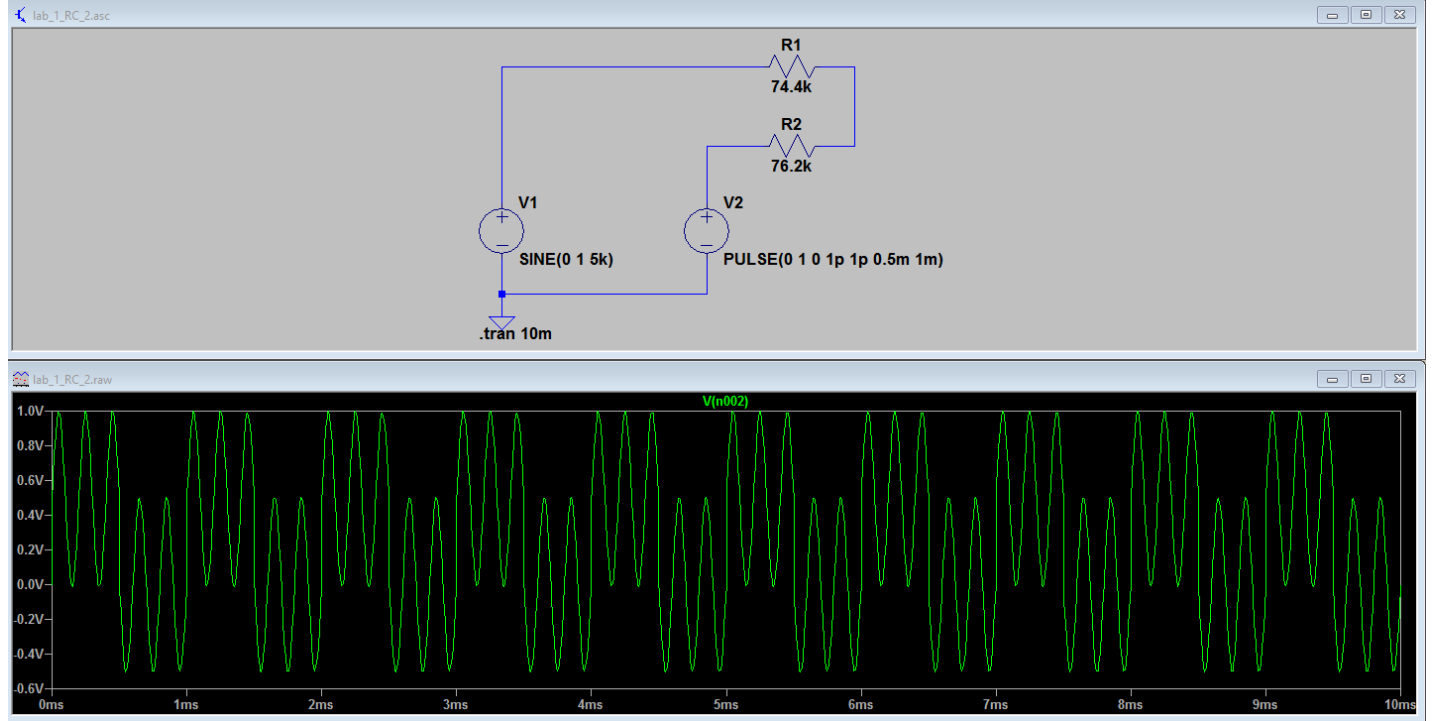 lab_1_RC_2.asc
R1
74.4k
R2
76.2k
V1
V2
SINE(0 1 5k)
PULSE(0 1 0 1p 1p 0.5m 1m)
.tran 10m
lab_1_RC_2.raw
V(n002)
1.0V
0.8V
0.6V
0.4V
0.2V
0.0V
-0.2V
-0.4V
-0.6V
0ms 1ms 2ms 3ms 4ms 5ms 6ms 7ms 8ms 9ms 10ms